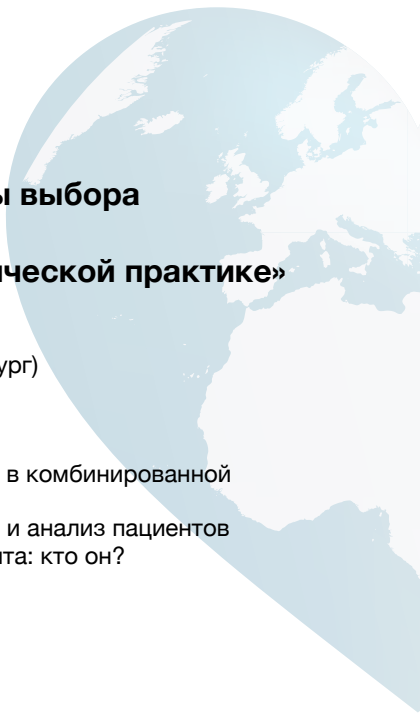 выбора
ческой практике»
ург)
в комбинированной
и анализ пациентов
та: кто он?